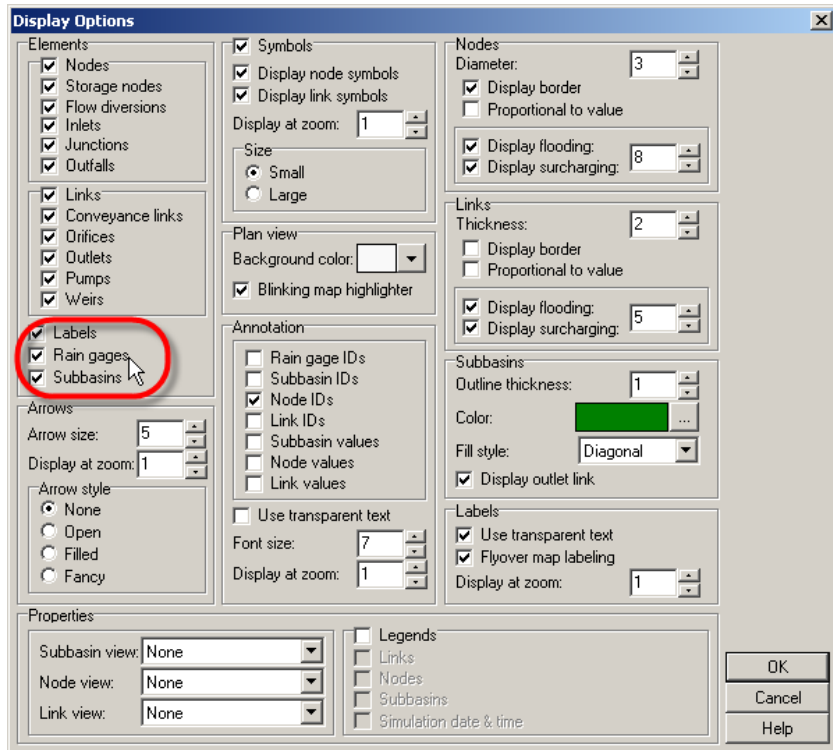 Display Options
Elements
Nodes
Storage nodes
Flow diversions
Inlets
Junctions
Outfalls
Links
Conveyance links
Orifices
Outlets
Pumps
Weirs
Labels
Rain gages
Subbasins
Arrows
Arrow size: 5
Display at zoom: 1
Arrow style
None
Open
Filled
Fancy
Symbols
Display node symbols
Display link symbols
Display at zoom: 1
Size
Small
Large
Plan view
Background color:
Blinking map highlighter
Annotation
Rain gage IDs
Subbasin IDs
Node IDs
Link IDs
Subbasin values
Node values
Link values
Use transparent text
Font size: 7
Display at zoom: 1
Nodes
Diameter: 3
Display border
Proportional to value
Display flooding:
Display surcharging: 8
Links
Thickness: 2
Display border
Proportional to value
Display flooding:
Display surcharging: 5
Subbasins
Outline thickness: 1
Color: ...
Fill style: Diagonal
Display outlet link
Labels
Use transparent text
Flyover map labeling
Display at zoom: 1
Properties
Subbasin view: None
Node view: None
Link view: None
Legends
Links
Nodes
Subbasins
Simulation date & time
OK
Cancel
Help